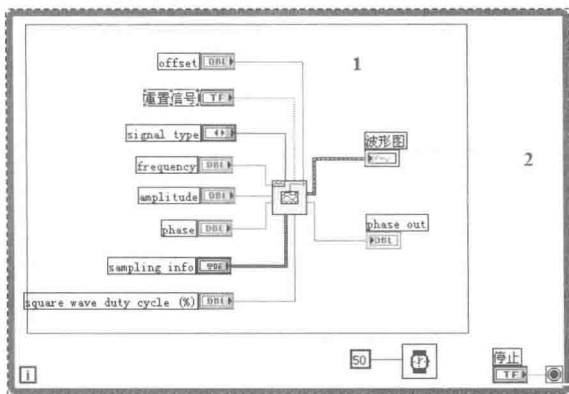 offset DBL
1
重置信号 TF
signal type
波形图
2
frequency DBL
amplitude DBL
phase DBL
phase out
DBL
sampling info
square wave duty cycle (%) DBL
50
停止
TF
i